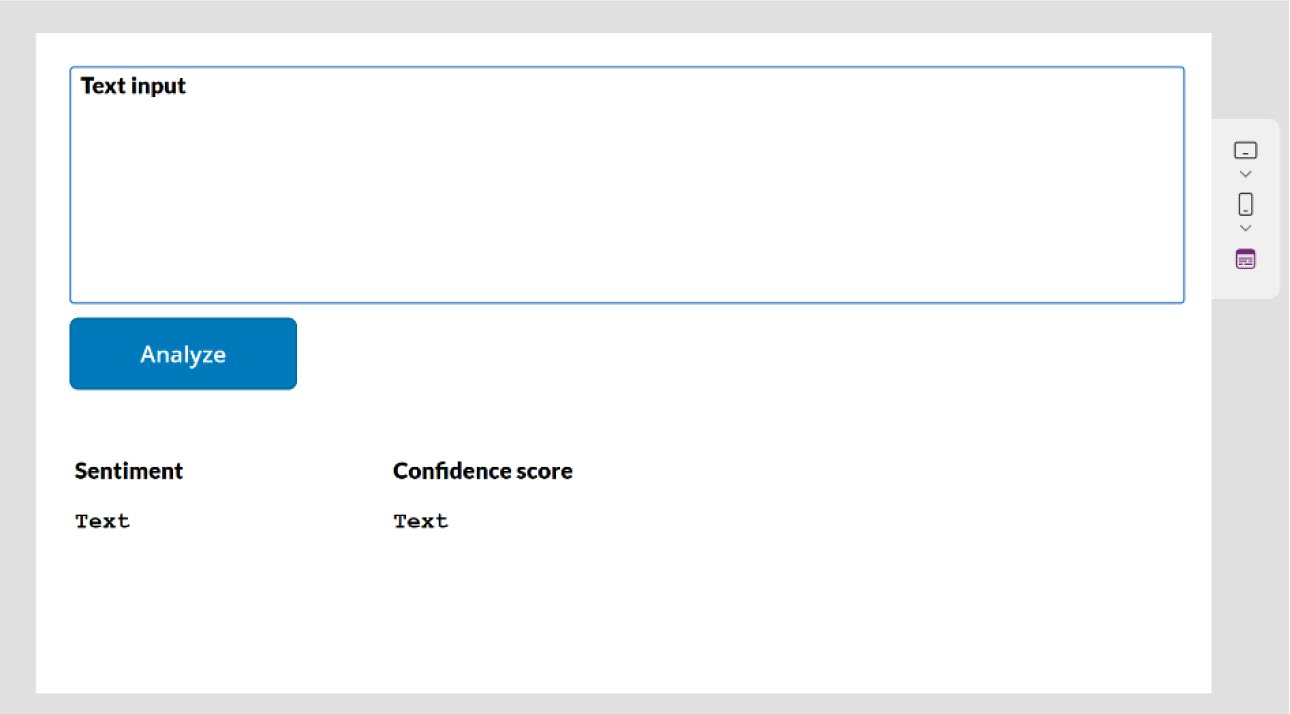 Text input
Analyze
Sentiment
Confidence score
Text
Text